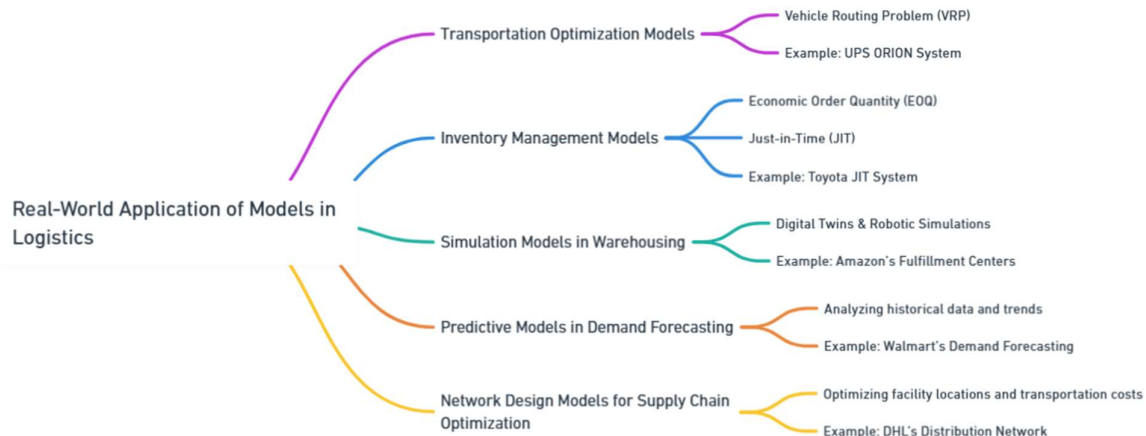 Real-World Application of Models in
Logistics
Transportation Optimization Models
Vehicle Routing Problem (VRP)
Example: UPS ORION System
Inventory Management Models
Economic Order Quantity (EOQ)
Just-in-Time (JIT)
Example: Toyota JIT System
Simulation Models in Warehousing
Digital Twins & Robotic Simulations
Example: Amazon's Fulfillment Centers
Predictive Models in Demand Forecasting
Analyzing historical data and trends
Example: Walmart's Demand Forecasting
Network Design Models for Supply Chain
Optimization
Optimizing facility locations and transportation costs
Example: DHL's Distribution Network